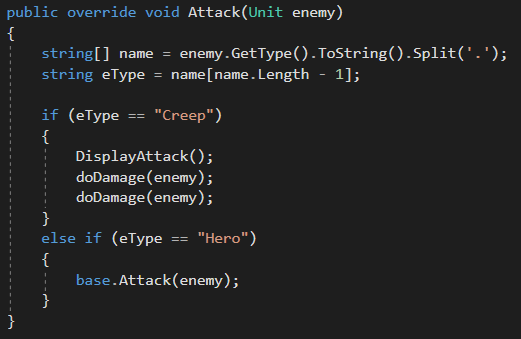 public override void Attack(Unit enemy)
{
    string[] name = enemy.GetType().ToString().Split('.');
    string eType = name[name.Length - 1];

    if (eType == "Creep")
    {
        DisplayAttack();
        doDamage(enemy);
        doDamage(enemy);
    }
    else if (eType == "Hero")
    {
        base.Attack(enemy);
    }
}